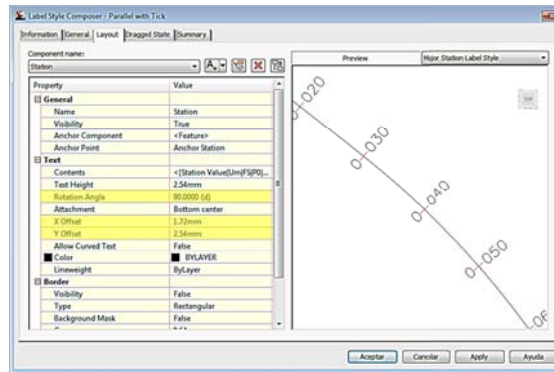 Label Style Composer - Parallel with Tick
Information General Layout Dragged State Summary
Component name:
Station
Preview
Major Station Label Style
Property Value
General
Name Station
Visibility True
Anchor Component <Feature>
Anchor Point Anchor Station
Text
Contents <[Station Value(Um|FS|P0|...
Text Height 2.54mm
Rotation Angle 90.0000 (d)
Attachment Bottom center
X Offset 1.72mm
Y Offset 2.54mm
Allow Curved Text False
Color BYLAYER
Lineweight ByLayer
Border
Visibility False
Type Rectangular
Background Mask False
0+020
0+030
0+040
0+050
Aceptar Cancelar Apply Ayuda